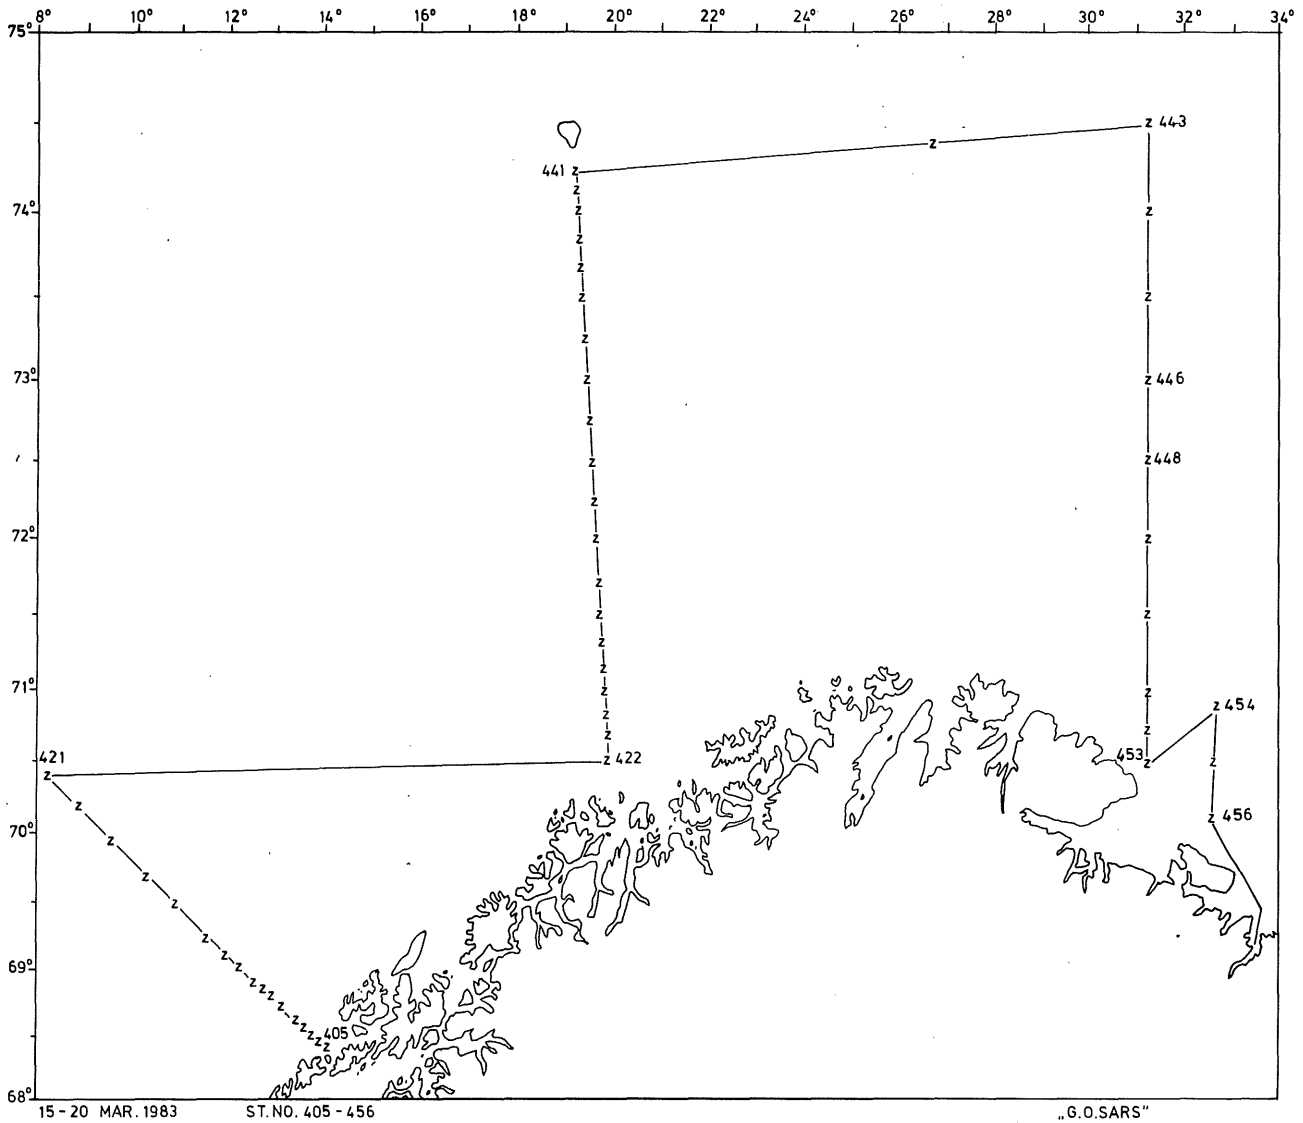 8° 10° 12° 14° 16° 18° 20° 22° 24° 26° 28° 30° 32° 34°
75°
z 443
z
441 z
z
74° z z
z
z
z z
z
73° z z 446
z
z z 448
z
72° z z
z
z z
z
z
71° z z
z z 454
z z
421 z 422 453 z z
z
z
70° z 456
z
z
z
z
z
69° z
z
z
z
z
z
z
z
z 405
z
68°
15-20 MAR. 1983 ST. NO. 405-456 „G.O.SARS"